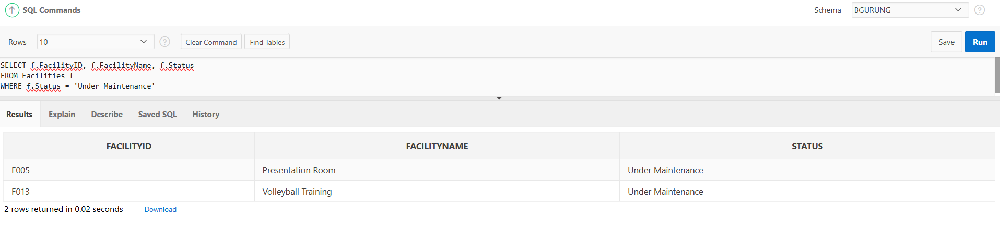 SQL Commands
Schema BGURUNG ?
Rows 10 ? Clear Command Find Tables Save Run
SELECT f.FacilityID, f.FacilityName, f.Status
FROM Facilities f
WHERE f.Status = 'Under Maintenance'
Results Explain Describe Saved SQL History
FACILITYID FACILITYNAME STATUS
F005 Presentation Room Under Maintenance
F013 Volleyball Training Under Maintenance
2 rows returned in 0.02 seconds Download